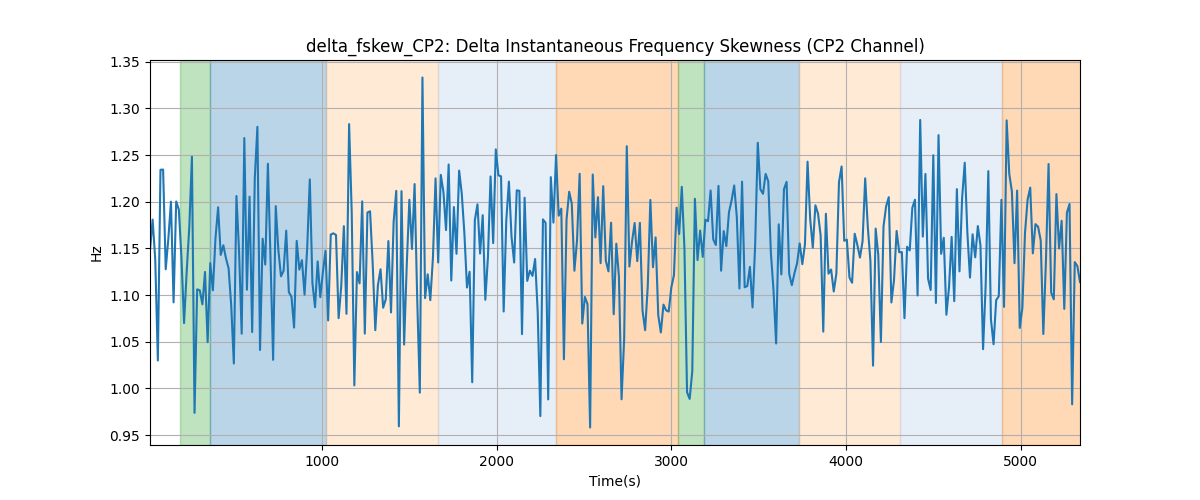 delta_fskew_CP2: Delta Instantaneous Frequency Skewness (CP2 Channel)
1.35
1.30
1.25
1.20
1.15
1.10
1.05
1.00
0.95
Hz
1000 2000 3000 4000 5000
Time(s)